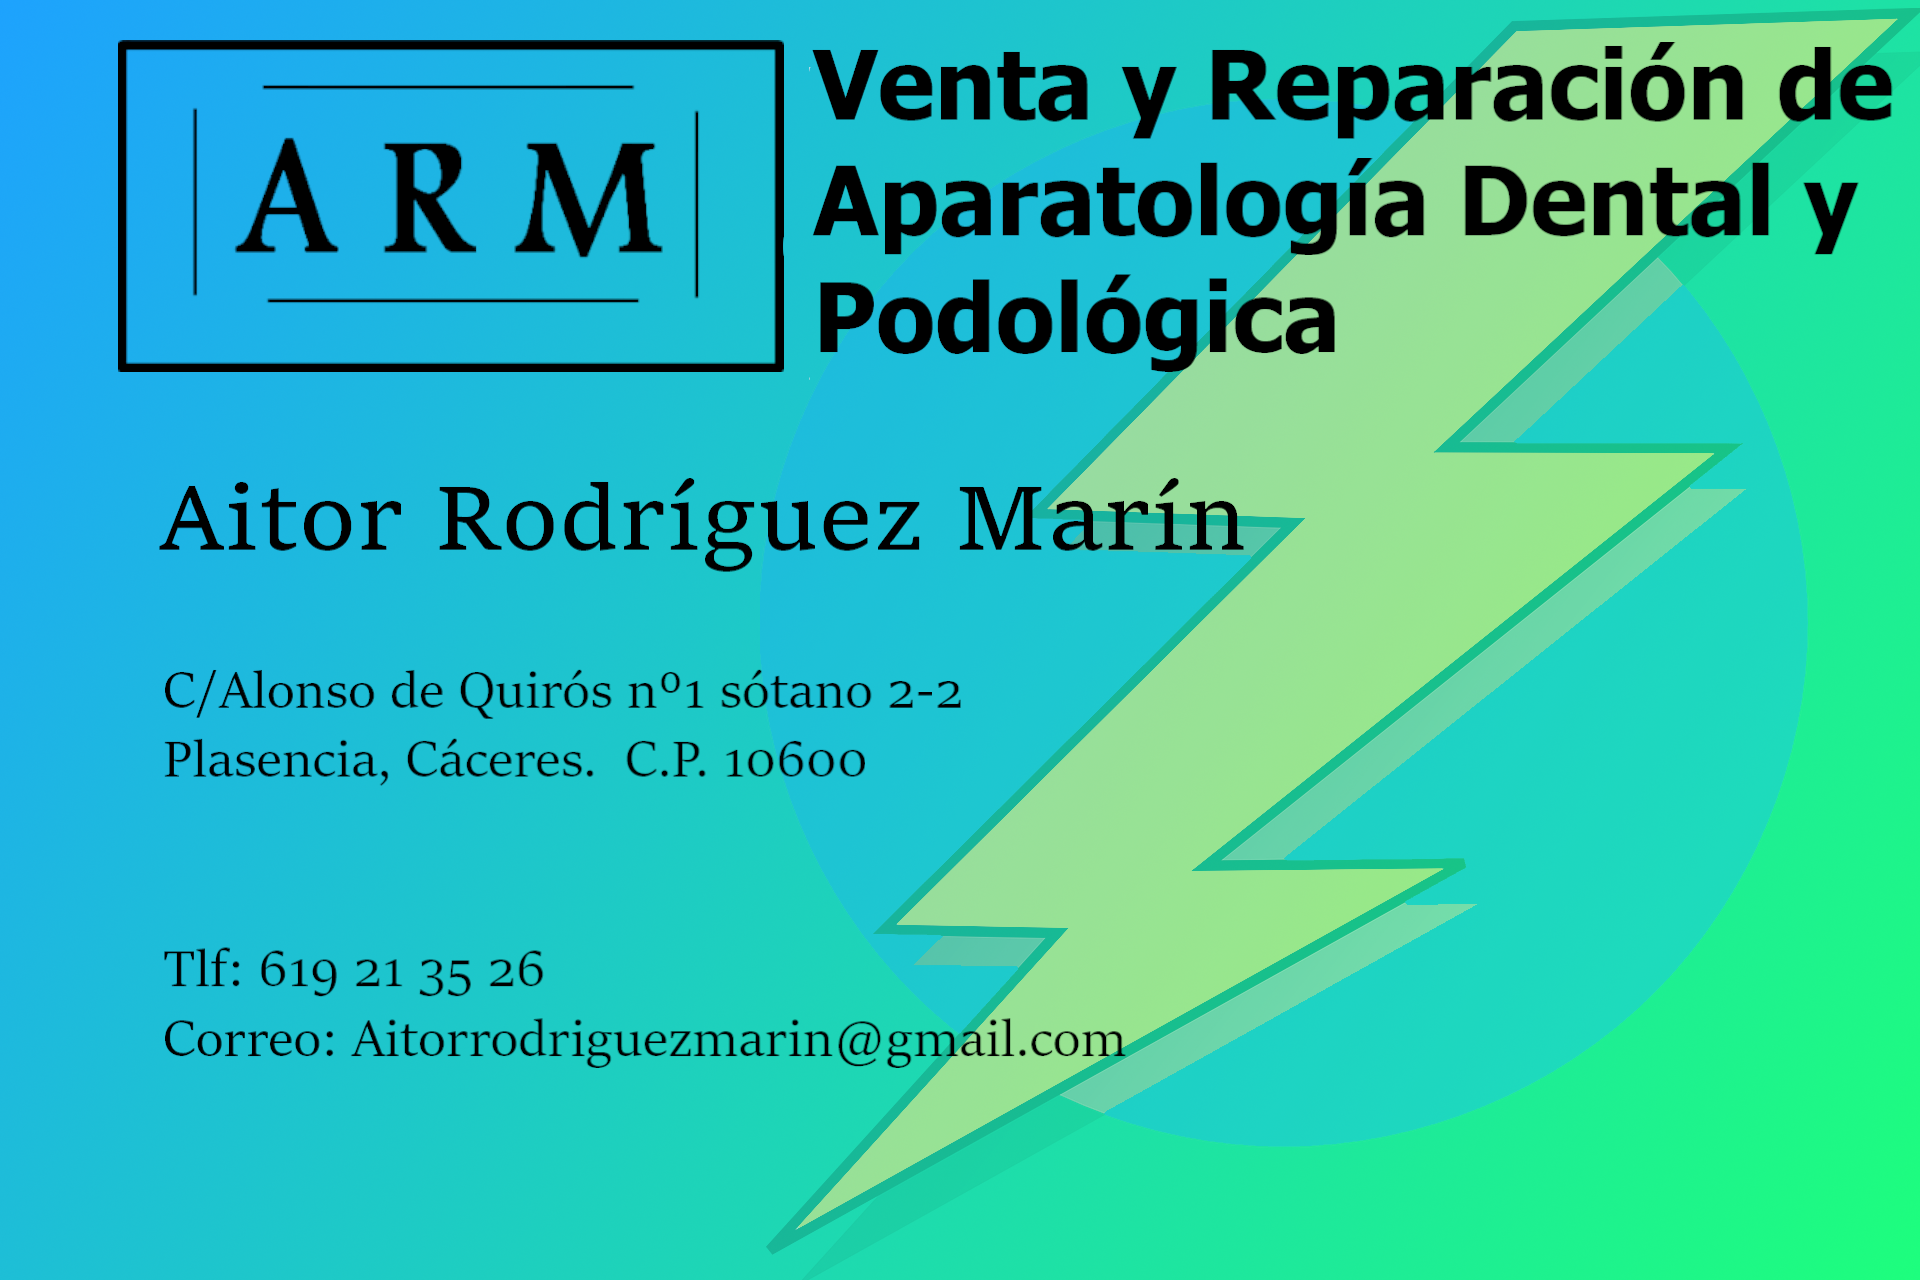 ARM
Venta y Reparación de
Aparatología Dental y
Podológica
Aitor Rodríguez Marín
C/Alonso de Quirós nº1 sótano 2-2
Plasencia, Cáceres. C.P. 10600
Tlf: 619 21 35 26
Correo: Aitorrodriguezmarin@gmail.com